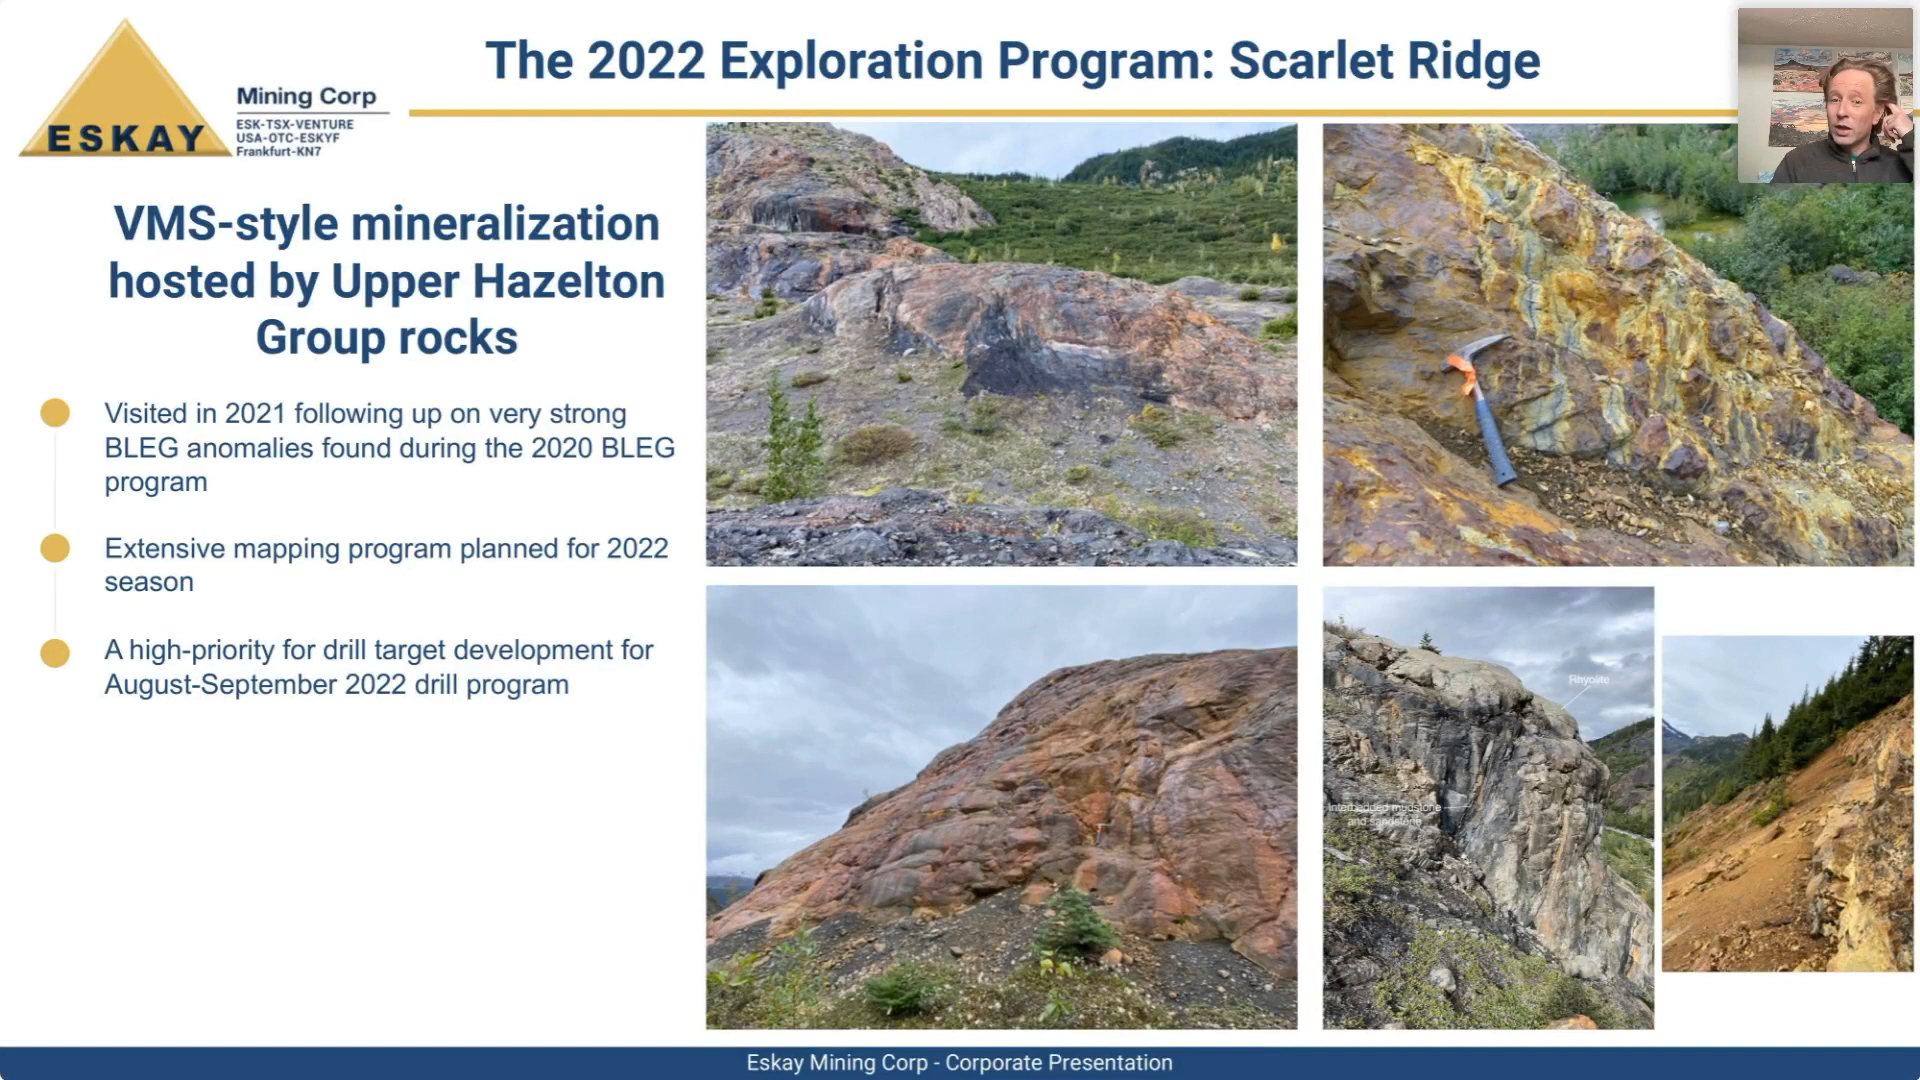 The 2022 Exploration Program: Scarlet Ridge
ESKAY
Mining Corp
ESK-TSX-VENTURE
USA-OTC-ESKYF
Frankfurt-KN7
VMS-style mineralization
hosted by Upper Hazelton
Group rocks
Visited in 2021 following up on very strong
BLEG anomalies found during the 2020 BLEG
program
Extensive mapping program planned for 2022
season
A high-priority for drill target development for
August-September 2022 drill program
Rhyolite
Interbedded mudstone
and sandstone
Eskay Mining Corp - Corporate Presentation